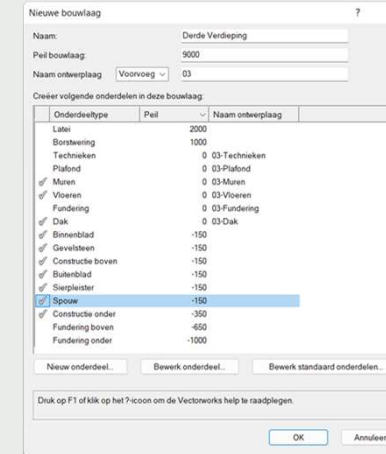 Nieuwe bouwlaag ?
Naam: Derde Verdieping
Peil bouwlaag: 9000
Naam ontwerplaag Voorvoeg 03
Creëer volgende onderdelen in deze bouwlaag:
Onderdeeltype Peil Naam ontwerplaag
Latei 2000
Borstwering 1000
Technieken 0 03-Technieken
Plafond 0 03-Plafond
Muren 0 03-Muren
Vloeren 0 03-Vloeren
Fundering 0 03-Fundering
Dak 0 03-Dak
Binnenblad -150
Gevelsteen -150
Constructie boven -150
Buitenblad -150
Sierpleister -150
Spouw -150
Constructie onder -350
Fundering boven -650
Fundering onder -1000
Nieuw onderdeel... Bewerk onderdeel... Bewerk standaard onderdelen...
Druk op F1 of klik op het ?-icoon om de Vectorworks help te raadplegen.
OK Annuleer